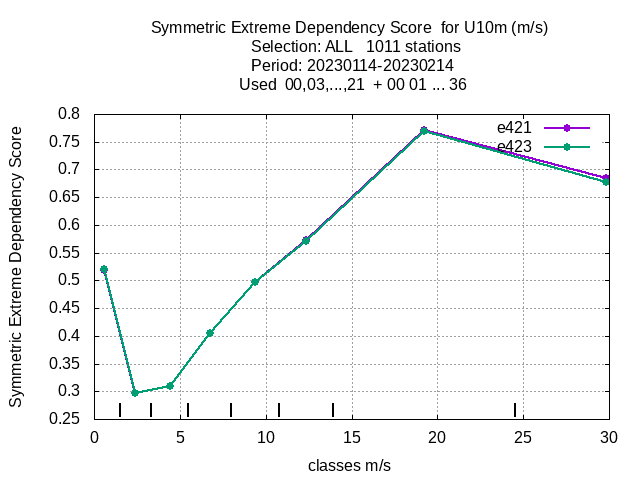 Symmetric Extreme Dependency Score  for U10m (m/s)
Selection: ALL   1011 stations
Period: 20230114-20230214
Used  00,03,...,21  + 00 01 ... 36
Symmetric Extreme Dependency Score
0.8
0.75
0.7
0.65
0.6
0.55
0.5
0.45
0.4
0.35
0.3
0.25
e421
e423
0 5 10 15 20 25 30
classes m/s